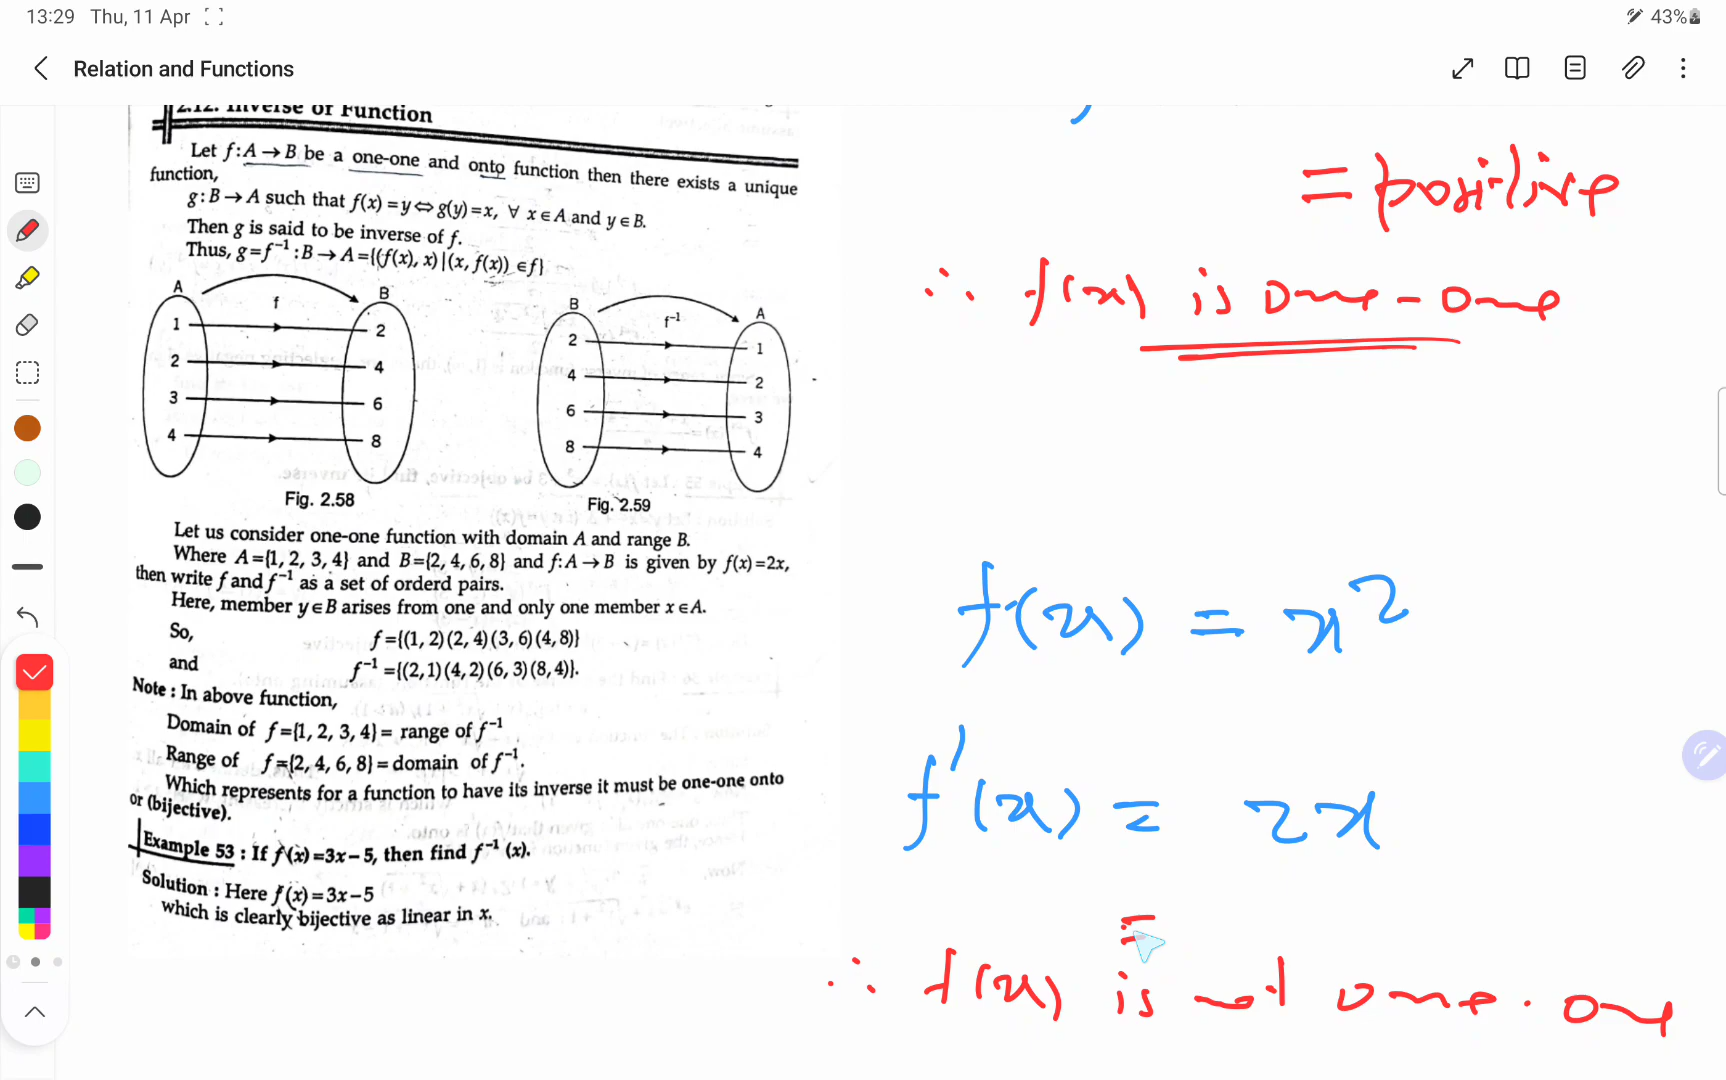 13:29 Thu, 11 Apr 43%
Relation and Functions
2.12. Inverse of Function
Let f : A → B be a one-one and onto function then there exists a unique
function,
g : B → A such that f(x) = y ⇔ g(y) = x, ∀ x ∈ A and y ∈ B.
Then g is said to be inverse of f.
Thus, g = f⁻¹ : B → A = {(f(x), x) | (x, f(x)) ∈ f}
A f B
1 2
2 4
3 6
4 8
Fig. 2.58
B f⁻¹ A
2 1
4 2
6 3
8 4
Fig. 2.59
Let us consider one-one function with domain A and range B.
Where A = {1, 2, 3, 4} and B = {2, 4, 6, 8} and f : A → B is given by f(x) = 2x,
then write f and f⁻¹ as a set of orderd pairs.
Here, member y ∈ B arises from one and only one member x ∈ A.
So, f = {(1, 2) (2, 4) (3, 6) (4, 8)}
and f⁻¹ = {(2, 1) (4, 2) (6, 3) (8, 4)}.
Note : In above function,
Domain of f = {1, 2, 3, 4} = range of f⁻¹
Range of f = {2, 4, 6, 8} = domain of f⁻¹.
Which represents for a function to have its inverse it must be one-one onto
or (bijective).
Example 53 : If f(x) = 3x − 5, then find f⁻¹ (x).
Solution : Here f(x) = 3x − 5
which is clearly bijective as linear in x.
= positive
∴ f(x) is one - one
f(x) = x²
f'(x) = 2x
=
∴ f(x) is not one - one